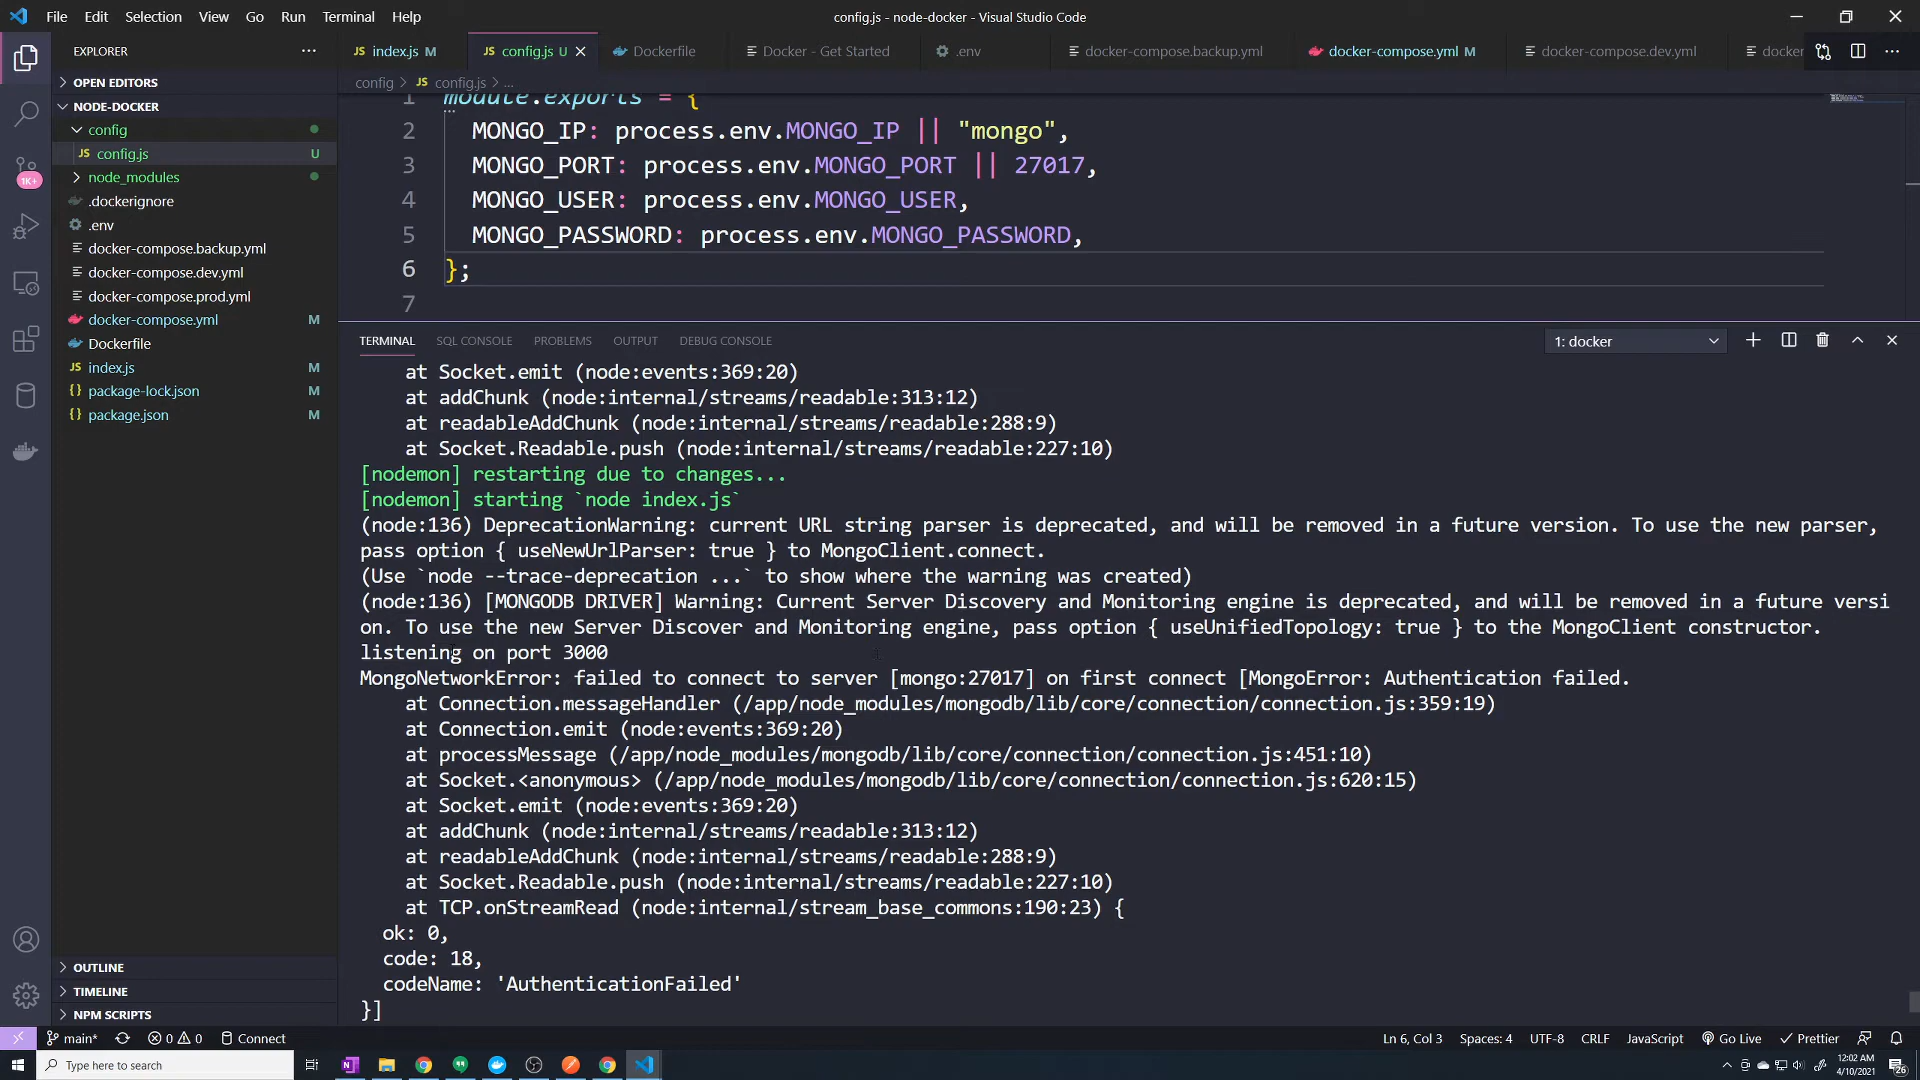 File Edit Selection View Go Run Terminal Help
config.js - node-docker - Visual Studio Code
EXPLORER
OPEN EDITORS
NODE-DOCKER
config
JS config.js U
node_modules
.dockerignore
.env
docker-compose.backup.yml
docker-compose.dev.yml
docker-compose.prod.yml
docker-compose.yml M
Dockerfile
JS index.js M
{} package-lock.json M
{} package.json M
OUTLINE
TIMELINE
NPM SCRIPTS
1K+
JS index.js M
JS config.js U
Dockerfile
Docker - Get Started
.env
docker-compose.backup.yml
docker-compose.yml M
docker-compose.dev.yml
docker
config > JS config.js > ...
1 module.exports = {
2 MONGO_IP: process.env.MONGO_IP || "mongo",
3 MONGO_PORT: process.env.MONGO_PORT || 27017,
4 MONGO_USER: process.env.MONGO_USER,
5 MONGO_PASSWORD: process.env.MONGO_PASSWORD,
6 };
7
TERMINAL SQL CONSOLE PROBLEMS OUTPUT DEBUG CONSOLE
1: docker
at Socket.emit (node:events:369:20)
at addChunk (node:internal/streams/readable:313:12)
at readableAddChunk (node:internal/streams/readable:288:9)
at Socket.Readable.push (node:internal/streams/readable:227:10)
[nodemon] restarting due to changes...
[nodemon] starting `node index.js`
(node:136) DeprecationWarning: current URL string parser is deprecated, and will be removed in a future version. To use the new parser,
pass option { useNewUrlParser: true } to MongoClient.connect.
(Use `node --trace-deprecation ...` to show where the warning was created)
(node:136) [MONGODB DRIVER] Warning: Current Server Discovery and Monitoring engine is deprecated, and will be removed in a future versi
on. To use the new Server Discover and Monitoring engine, pass option { useUnifiedTopology: true } to the MongoClient constructor.
listening on port 3000
MongoNetworkError: failed to connect to server [mongo:27017] on first connect [MongoError: Authentication failed.
at Connection.messageHandler (/app/node_modules/mongodb/lib/core/connection/connection.js:359:19)
at Connection.emit (node:events:369:20)
at processMessage (/app/node_modules/mongodb/lib/core/connection/connection.js:451:10)
at Socket.<anonymous> (/app/node_modules/mongodb/lib/core/connection/connection.js:620:15)
at Socket.emit (node:events:369:20)
at addChunk (node:internal/streams/readable:313:12)
at readableAddChunk (node:internal/streams/readable:288:9)
at Socket.Readable.push (node:internal/streams/readable:227:10)
at TCP.onStreamRead (node:internal/stream_base_commons:190:23) {
ok: 0,
code: 18,
codeName: 'AuthenticationFailed'
}]
main* 0 0 Connect
Ln 6, Col 3 Spaces: 4 UTF-8 CRLF JavaScript Go Live Prettier
Type here to search
12:02 AM
4/10/2021
26